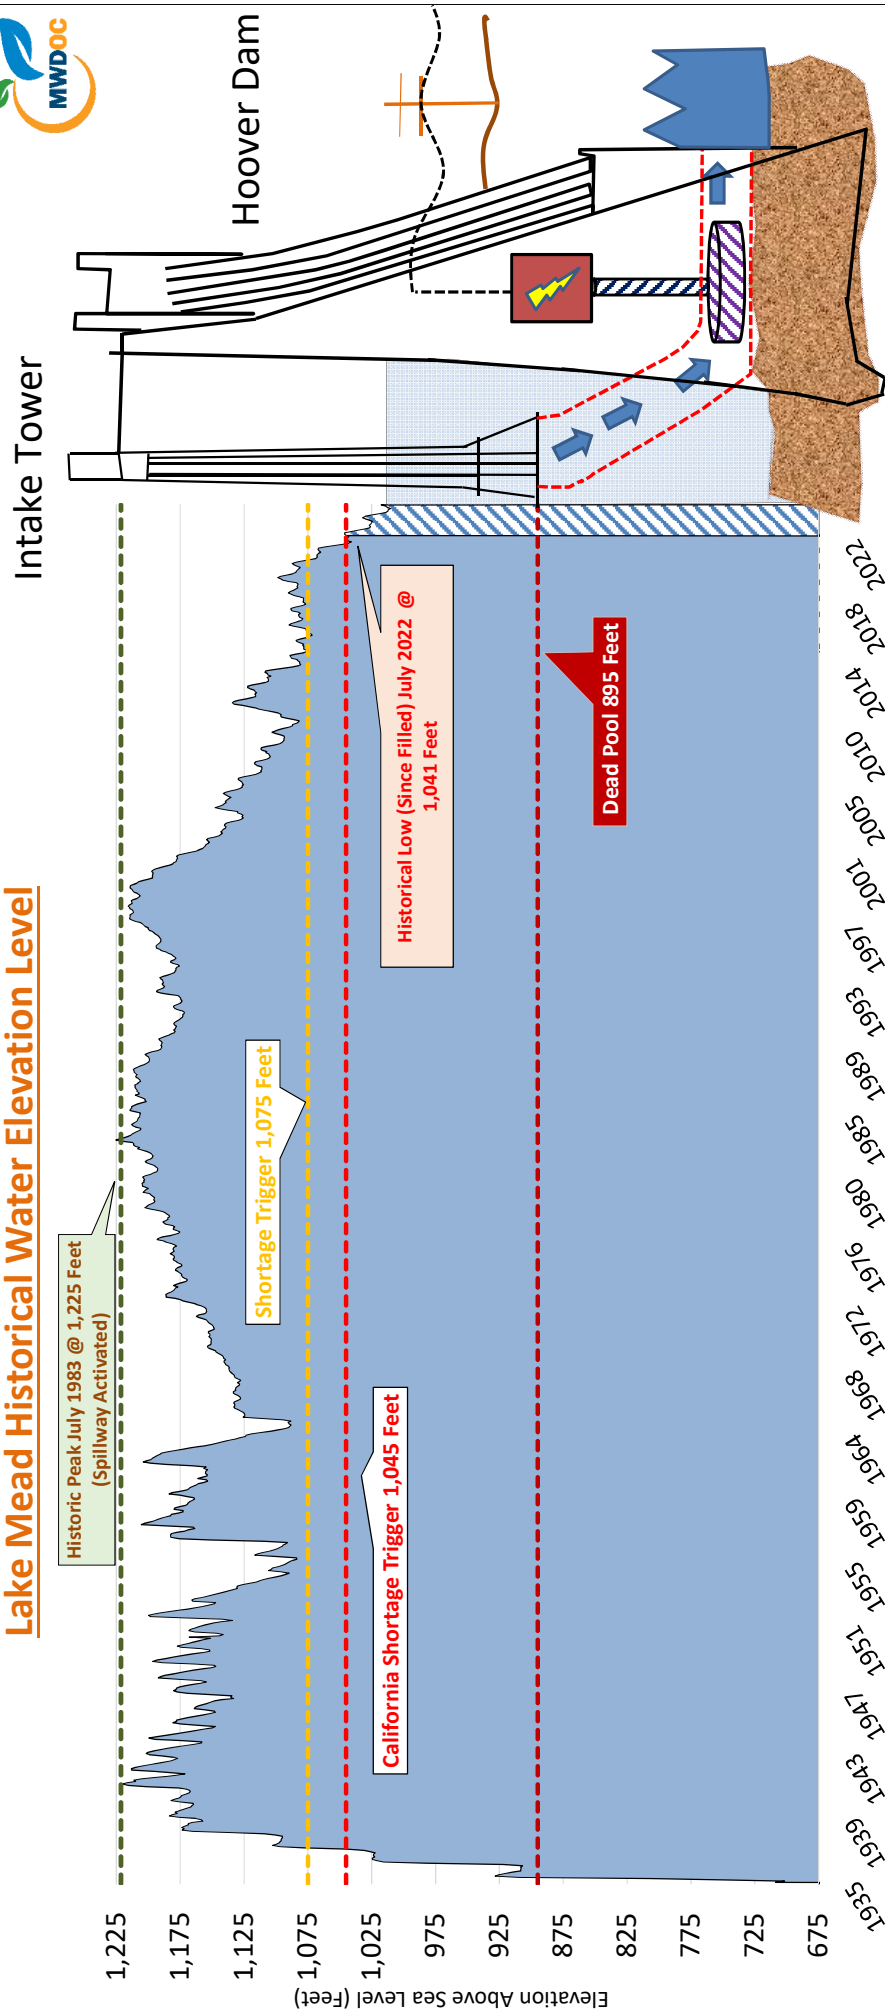 Lake Mead Historical Water Elevation Level
MWDOC
Intake Tower
Hoover Dam
Historic Peak July 1983 @ 1,225 Feet
(Spillway Activated)
Shortage Trigger 1,075 Feet
California Shortage Trigger 1,045 Feet
Historical Low (Since Filled) July 2022 @
1,041 Feet
Dead Pool 895 Feet
Elevation Above Sea Level (Feet)
1,225
1,175
1,125
1,075
1,025
975
925
875
825
775
725
675
1935
1939
1943
1947
1951
1955
1959
1964
1968
1972
1976
1980
1985
1989
1993
1997
2001
2005
2010
2014
2018
2022